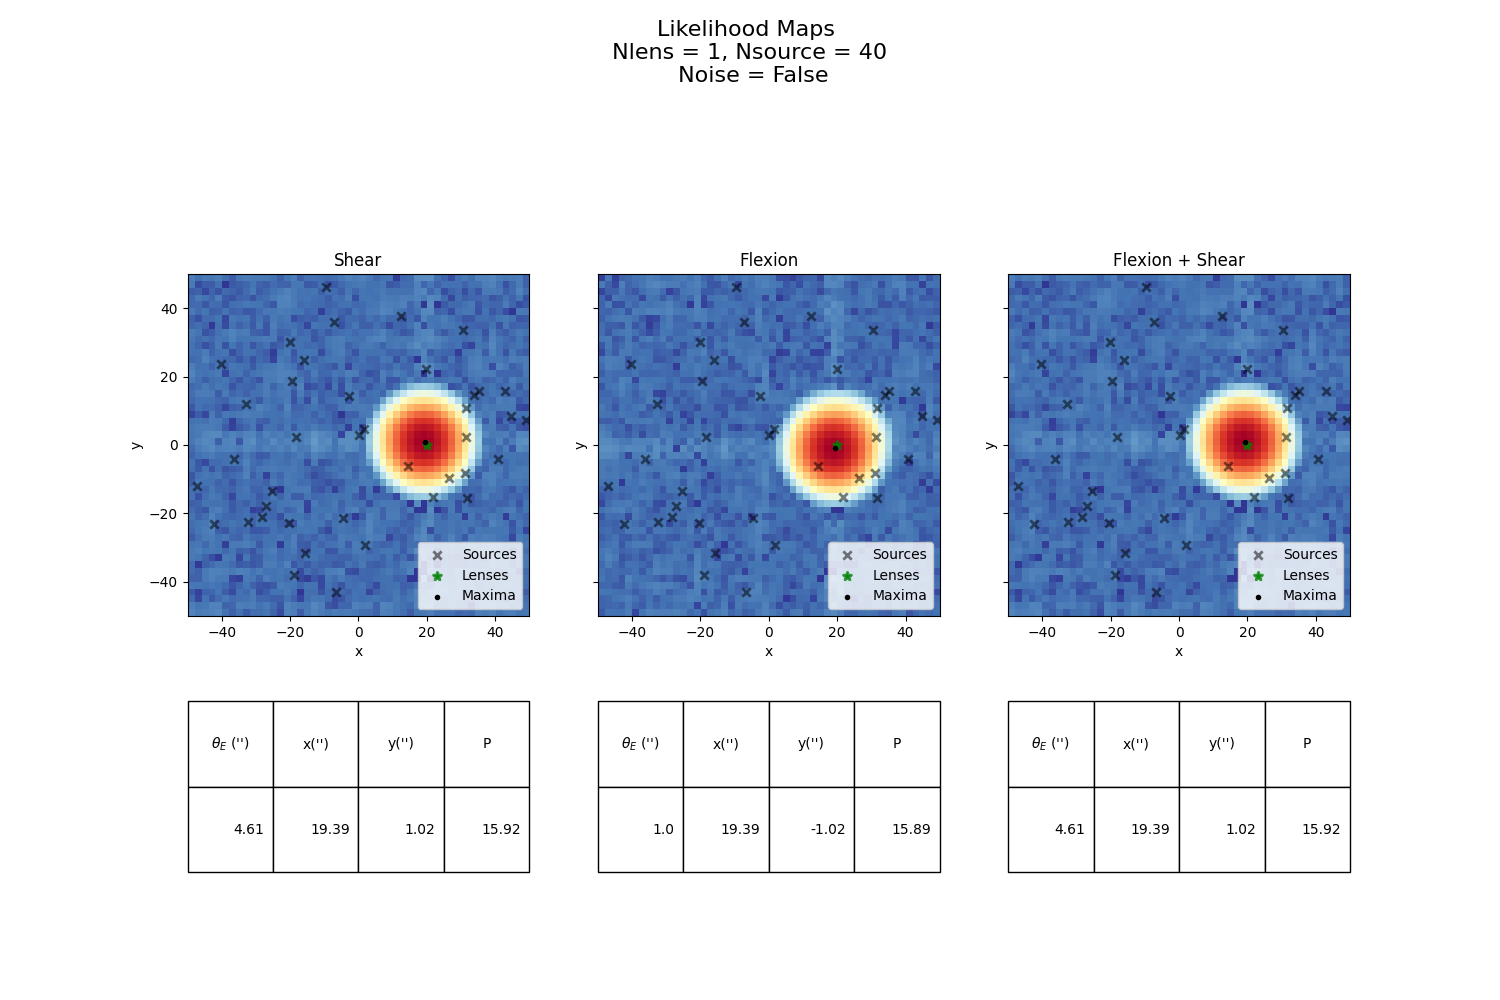 Likelihood Maps
Nlens = 1, Nsource = 40
Noise = False
Shear
Flexion
Flexion + Shear
40
20
0
−20
−40
y
y
y
Sources
Lenses
Maxima
Sources
Lenses
Maxima
Sources
Lenses
Maxima
−40 −20 0 20 40
−40 −20 0 20 40
−40 −20 0 20 40
x
x
x
θE ('') x('') y('') P
4.61 19.39 1.02 15.92
θE ('') x('') y('') P
1.0 19.39 -1.02 15.89
θE ('') x('') y('') P
4.61 19.39 1.02 15.92